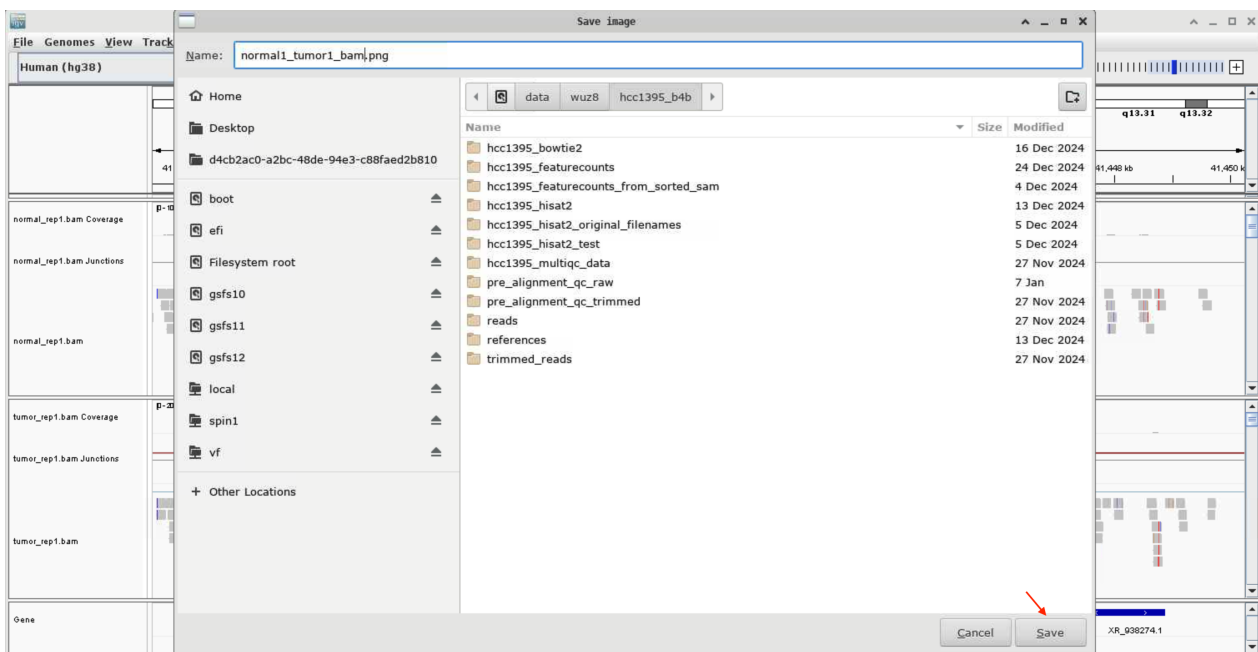 Save image
File Genomes View Track
Name: normal1_tumor1_bam.png
Human (hg38)
Home
Desktop
d4cb2ac0-a2bc-48de-94e3-c88faed2b810
boot
efi
Filesystem root
gsfs10
gsfs11
gsfs12
local
spin1
vf
+ Other Locations
data wuz8 hcc1395_b4b
Name Size Modified
hcc1395_bowtie2 16 Dec 2024
hcc1395_featurecounts 24 Dec 2024
hcc1395_featurecounts_from_sorted_sam 4 Dec 2024
hcc1395_hisat2 13 Dec 2024
hcc1395_hisat2_original_filenames 5 Dec 2024
hcc1395_hisat2_test 5 Dec 2024
hcc1395_multiqc_data 27 Nov 2024
pre_alignment_qc_raw 7 Jan
pre_alignment_qc_trimmed 27 Nov 2024
reads 27 Nov 2024
references 13 Dec 2024
trimmed_reads 27 Nov 2024
Cancel Save
q13.31 q13.32
41
41,448 kb 41,450 k
normal_rep1.bam Coverage
normal_rep1.bam Junctions
normal_rep1.bam
tumor_rep1.bam Coverage
tumor_rep1.bam Junctions
tumor_rep1.bam
Gene
XR_938274.1